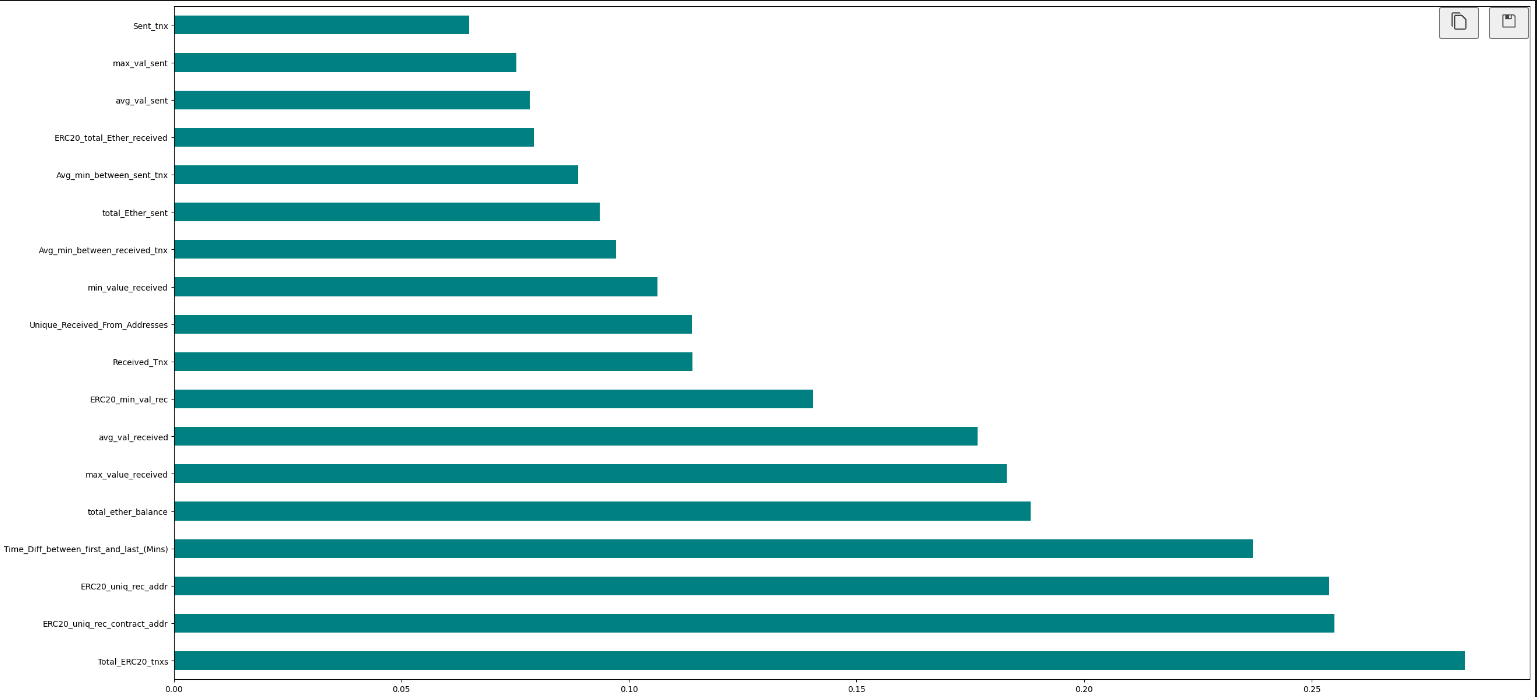 Sent_tnx
max_val_sent
avg_val_sent
ERC20_total_Ether_received
Avg_min_between_sent_tnx
total_Ether_sent
Avg_min_between_received_tnx
min_value_received
Unique_Received_From_Addresses
Received_Tnx
ERC20_min_val_rec
avg_val_received
max_value_received
total_ether_balance
Time_Diff_between_first_and_last_(Mins)
ERC20_uniq_rec_addr
ERC20_uniq_rec_contract_addr
Total_ERC20_tnxs
0.00 0.05 0.10 0.15 0.20 0.25